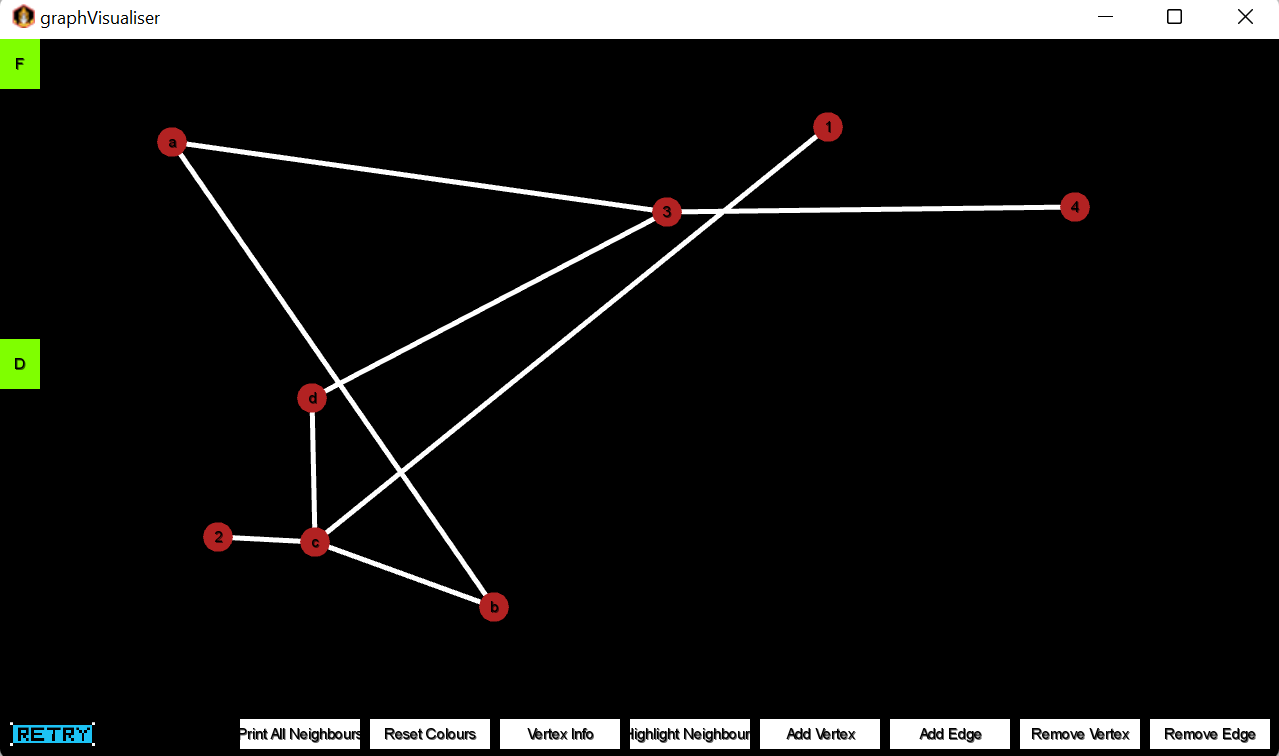 graphVisualiser
F
a
1
3
4
D
d
2
c
b
RETRY
Print All Neighbours
Reset Colours
Vertex Info
Highlight Neighbour
Add Vertex
Add Edge
Remove Vertex
Remove Edge